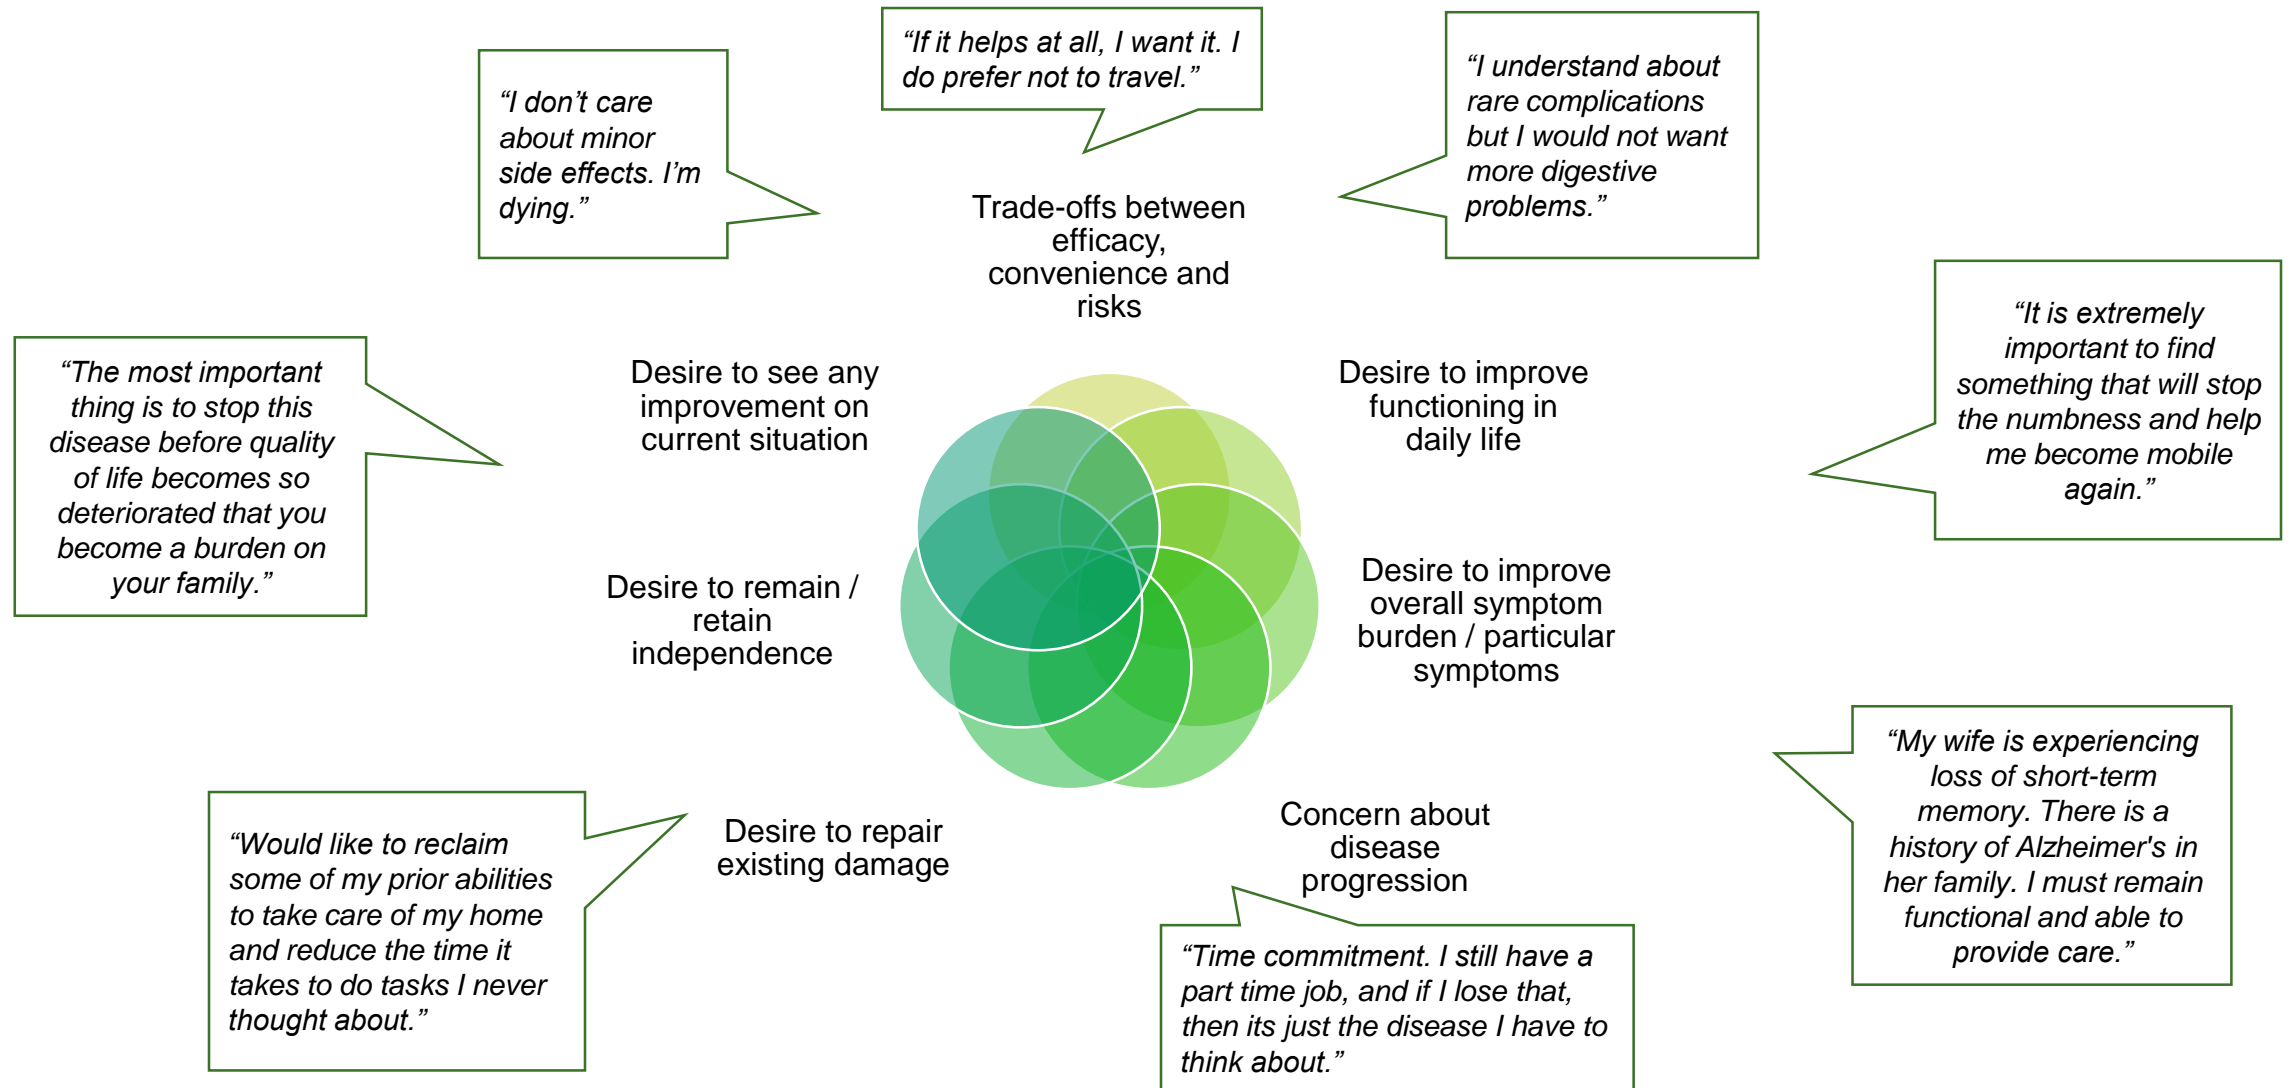 “If it helps at all, I want it. I
do prefer not to travel.”
“I don’t care
about minor
side effects. I’m
dying.”
“I understand about
rare complications
but I would not want
more digestive
problems.”
Trade-offs between
efficacy,
convenience and
risks
“It is extremely
important to find
something that will stop
the numbness and help
me become mobile
again.”
“The most important
thing is to stop this
disease before quality
of life becomes so
deteriorated that you
become a burden on
your family.”
Desire to see any
improvement on
current situation
Desire to improve
functioning in
daily life
Desire to remain /
retain
independence
Desire to improve
overall symptom
burden / particular
symptoms
“My wife is experiencing
loss of short-term
memory. There is a
history of Alzheimer's in
her family. I must remain
functional and able to
provide care.”
“Would like to reclaim
some of my prior abilities
to take care of my home
and reduce the time it
takes to do tasks I never
thought about.”
Desire to repair
existing damage
Concern about
disease
progression
“Time commitment. I still have a
part time job, and if I lose that,
then its just the disease I have to
think about.”